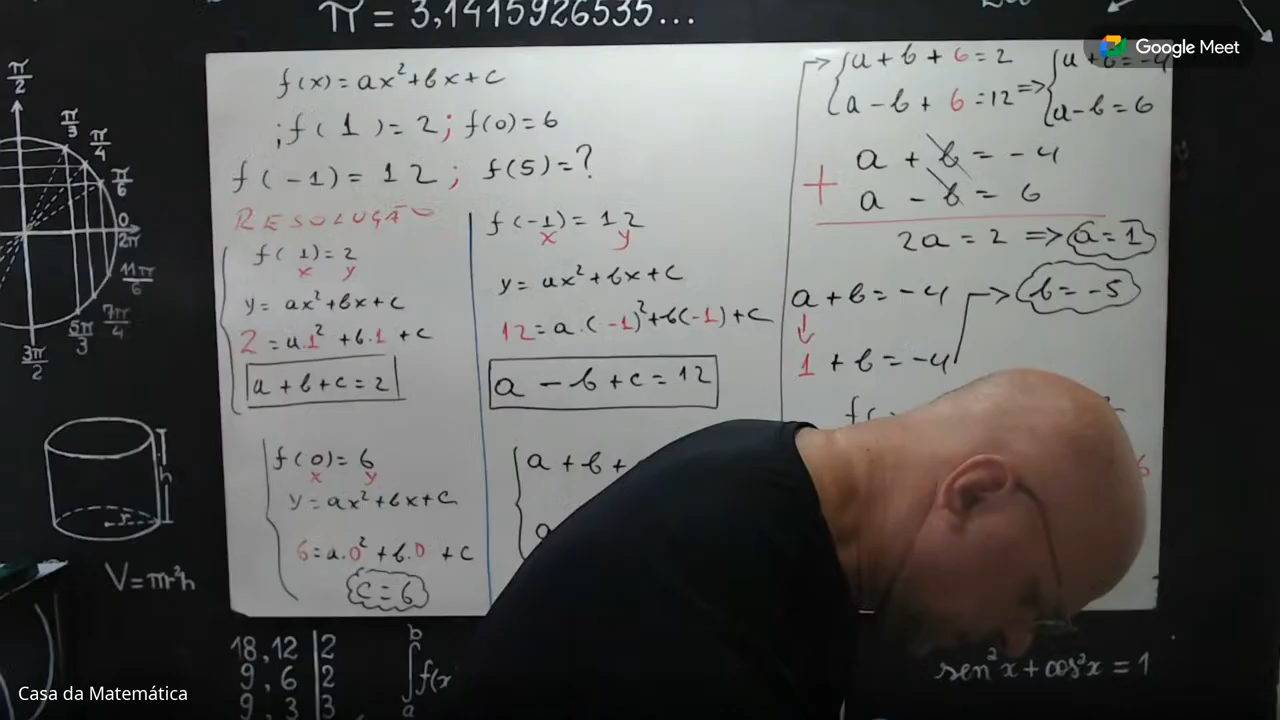 π = 3,1415926535...
Google Meet
f(x) = ax²+bx+c
;f( 1 ) = 2; f(0) = 6
f(-1) = 12; f(5) = ?
RESOLUÇÃO
f( 1) = 2
x y
y = ax²+bx+c
2 = a.1² + b.1 + c
a+b+c = 2
f(0) = 6
x y
y = ax²+bx+c
6 = a.0² + b.0 + c
c = 6
f(-1) = 12
x y
y = ax²+bx+c
12 = a.(-1)²+b(-1)+c
a - b + c = 12
a + b +
a
a + b + 6 = 2
a - b + 6 = 12 =>
a + b = -4
a - b = 6
a + b = -4
+
a - b = 6
2a = 2 => a = 1
a + b = -4
b = -5
1 + b = -4
f(
6
π/2
π/3
π/4
π/6
0
2π
11π/6
7π/4
5π/3
3π/2
h
r
V = πr²h
18,12 | 2
9, 6 | 2
9, 3 | 3
b
∫f(x
a
sen²x + cos²x = 1
Casa da Matemática